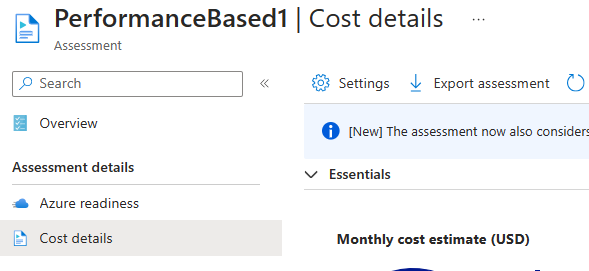 PerformanceBased1 | Cost details ...
Assessment
Search
Settings
Export assessment
Overview
[New] The assessment now also considers
Assessment details
Essentials
Azure readiness
Cost details
Monthly cost estimate (USD)